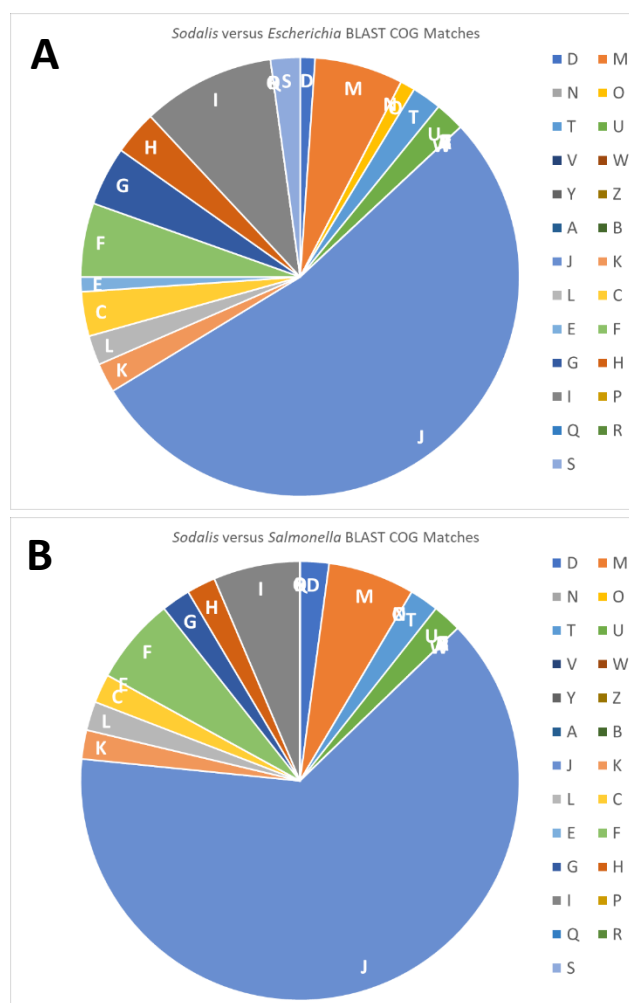 Sodalis versus Escherichia BLAST COG Matches
A
D M
N O
T U
V W
Y Z
A B
J K
L C
E F
G H
I P
Q R
S
S D M O T U W
I
H
G
F
E
C
L
K
J
Sodalis versus Salmonella BLAST COG Matches
B
D M
N O
T U
V W
Y Z
A B
J K
L C
E F
G H
I P
Q R
S
Q D M T U W
I
H
G
F
E
C
L
K
J